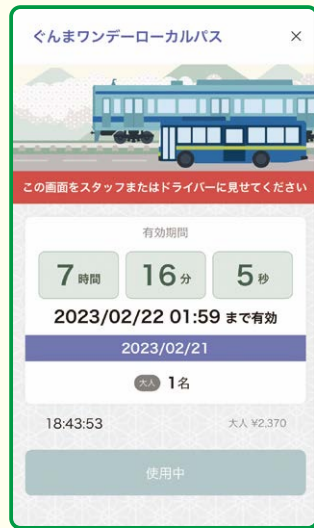 ぐんまワンデーローカルパス ×
この画面をスタッフまたはドライバーに見せてください
有効期間
7時間 16分 5秒
2023/02/22 01:59 まで有効
2023/02/21
大人 1名
18:43:53 大人 ¥2,370
使用中